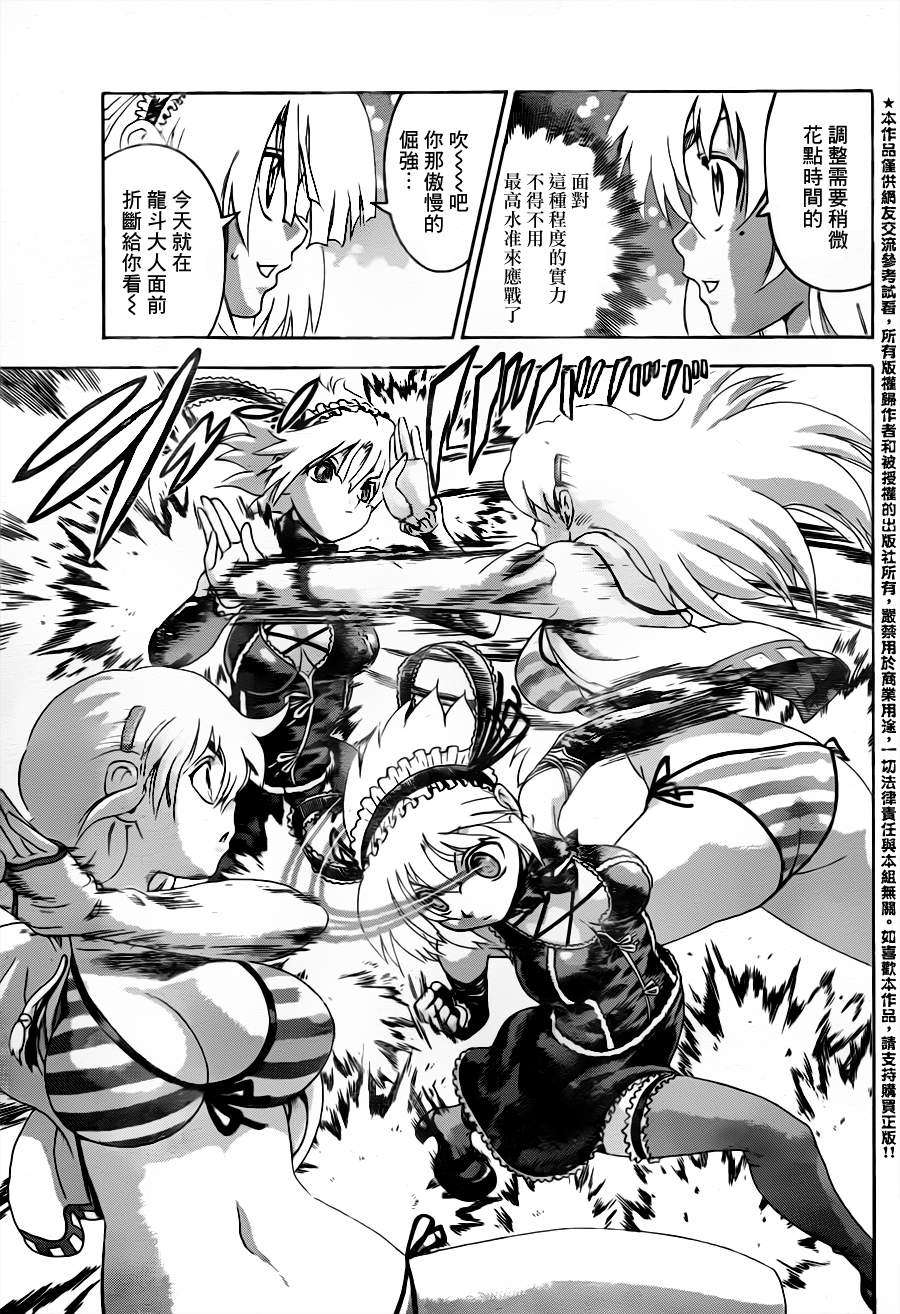 調整需要稍微
花點時間的
面對
這種程度的實力
不得不用
最高水准來應戰了
吹～～吧
你那傲慢的
倔強…
今天就在
龍斗大人面前
折斷給你看～
★本作品僅供網友交流參考試看，所有版權歸作者和被授權的出版社所有，嚴禁用於商業用途，一切法律責任與本組無關。如喜歡本作品，請支持購買正版!!